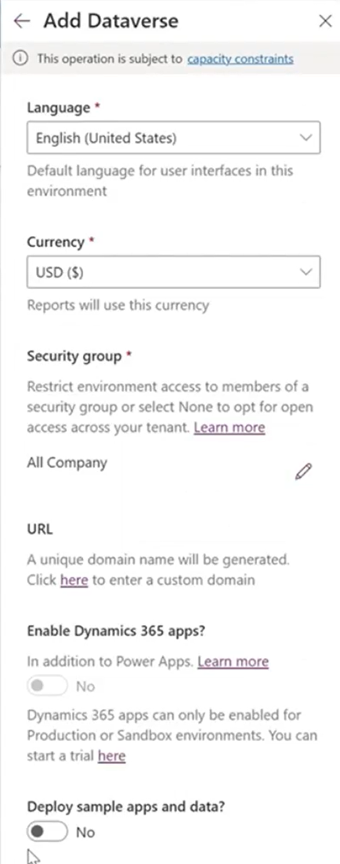 Add Dataverse
This operation is subject to capacity constraints
Language *
English (United States)
Default language for user interfaces in this
environment
Currency *
USD ($)
Reports will use this currency
Security group *
Restrict environment access to members of a
security group or select None to opt for open
access across your tenant. Learn more
All Company
URL
A unique domain name will be generated.
Click here to enter a custom domain
Enable Dynamics 365 apps?
In addition to Power Apps. Learn more
No
Dynamics 365 apps can only be enabled for
Production or Sandbox environments. You can
start a trial here
Deploy sample apps and data?
No